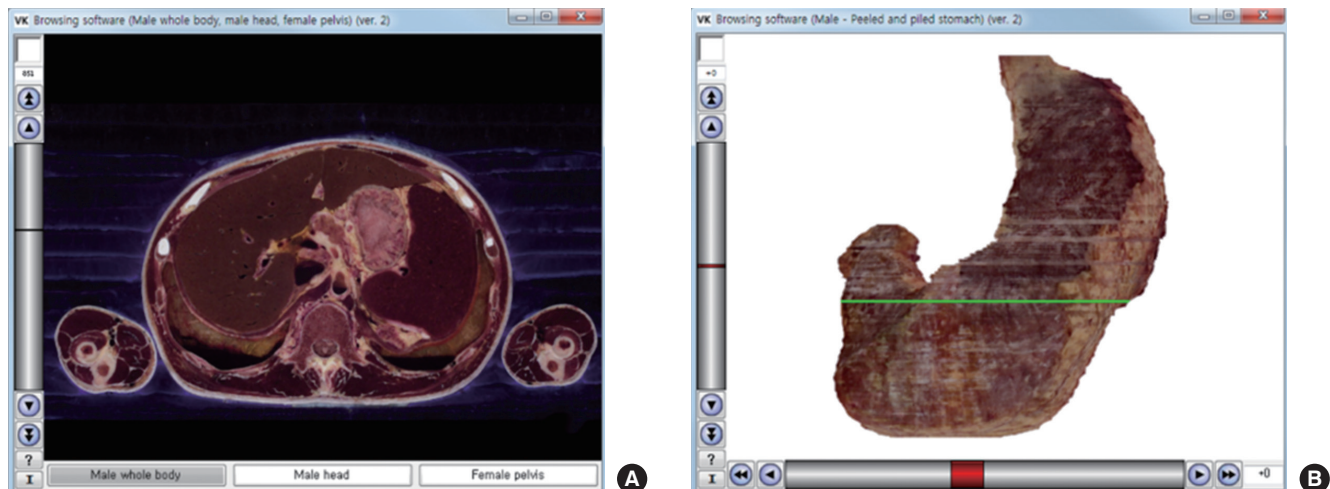 VK Browsing software (Male whole body, male head, female pelvis) (ver. 2)
851
?
I
Male whole body
Male head
Female pelvis
A
VK Browsing software (Male - Peeled and piled stomach) (ver. 2)
+0
?
I
+0
B